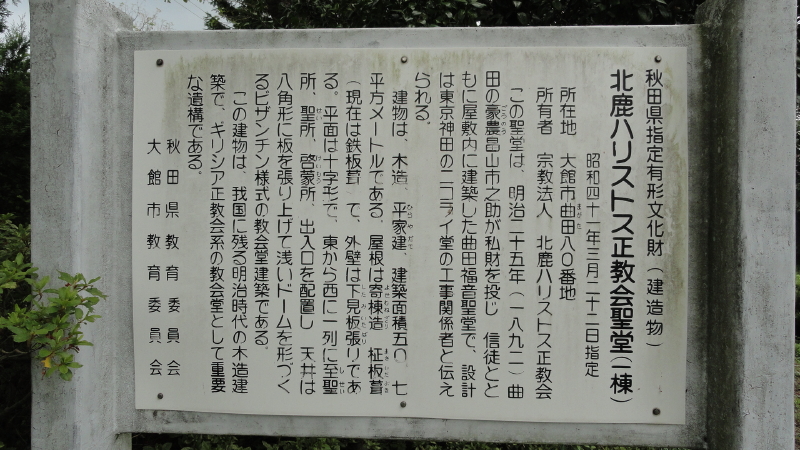 秋田県指定有形文化財（建造物）
北鹿ハリストス正教会聖堂（一棟）
昭和四十一年三月二十二日指定
所在地　大館市曲田八〇番地
所有者　宗教法人　北鹿ハリストス正教会
この聖堂は、明治二十五年（一八九二）曲
田の豪農畠山市之助が私財を投じ　信徒とと
もに屋敷内に建築した曲田福音聖堂で、設計
は東京神田のニコライ堂の工事関係者と伝え
られる。
建物は、木造、平家建、建築面積五〇．七
平方メートルである。屋根は寄棟造　柾板葺
（現在は鉄板葺　て、外壁は下見板張りであ
る。平面は十字形で、東から西に一列に至聖
所、聖所、啓蒙所、出入口を配置し　天井は
八角形に板を張り上げて浅いドームを形づく
るビザンチン様式の教会堂建築である。
この建物は、我国に残る明治時代の木造建
築で、ギリシア正教会系の教会堂として重要
な遺構である。
秋田県教育委員会
大館市教育委員会